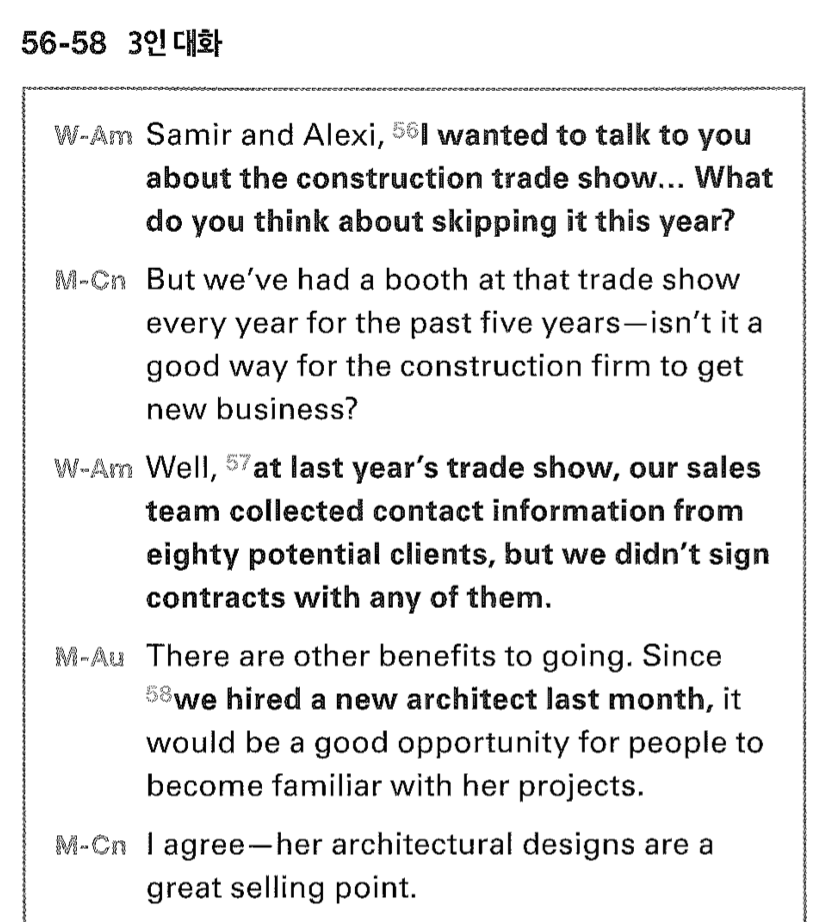 56-58 3인 대화
W-Am Samir and Alexi, 56I wanted to talk to you
about the construction trade show... What
do you think about skipping it this year?
M-Cn But we've had a booth at that trade show
every year for the past five years—isn't it a
good way for the construction firm to get
new business?
W-Am Well, 57at last year's trade show, our sales
team collected contact information from
eighty potential clients, but we didn't sign
contracts with any of them.
M-Au There are other benefits to going. Since
58we hired a new architect last month, it
would be a good opportunity for people to
become familiar with her projects.
M-Cn I agree—her architectural designs are a
great selling point.